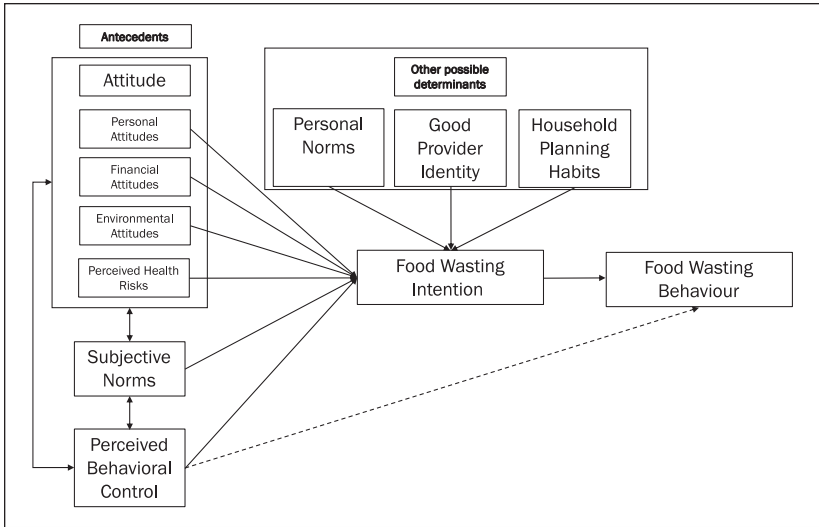 Antecedents
Attitude
Personal
Attitudes
Financial
Attitudes
Environmental
Attitudes
Perceived Health
Risks
Subjective
Norms
Perceived
Behavioral
Control
Other possible
determinants
Personal
Norms
Good
Provider
Identity
Household
Planning
Habits
Food Wasting
Intention
Food Wasting
Behaviour